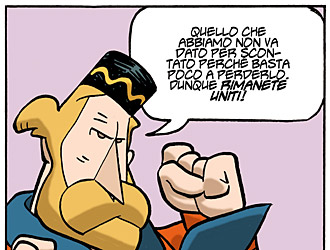 QUELLO CHE
ABBIAMO NON VA
DATO PER SCON-
TATO PERCHÉ BASTA
POCO A PERDERLO.
DUNQUE RIMANETE
UNITI!